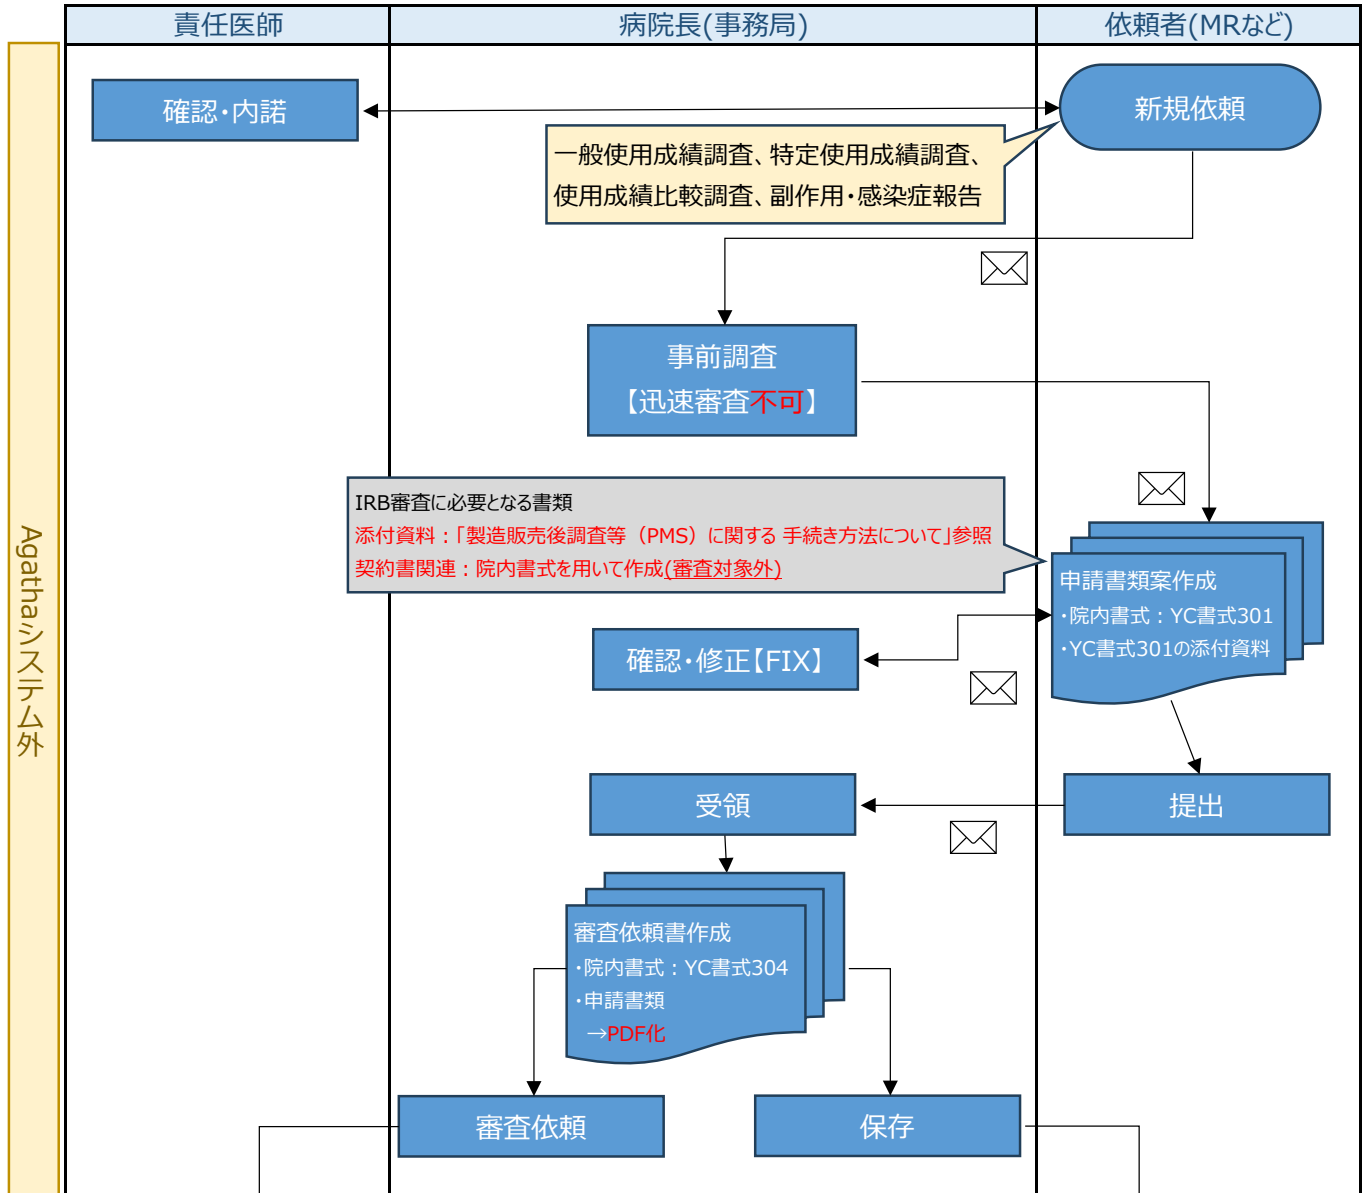 責任医師
病院長(事務局)
依頼者(MRなど)
Agathaシステム外
確認・内諾
新規依頼
一般使用成績調査、特定使用成績調査、
使用成績比較調査、副作用・感染症報告
事前調査
【迅速審査不可】
IRB審査に必要となる書類
添付資料：「製造販売後調査等（PMS）に関する 手続き方法について」参照
契約書関連：院内書式を用いて作成(審査対象外)
申請書類案作成
・院内書式：YC書式301
・YC書式301の添付資料
確認・修正【FIX】
受領
提出
審査依頼書作成
・院内書式：YC書式304
・申請書類
→PDF化
審査依頼
保存